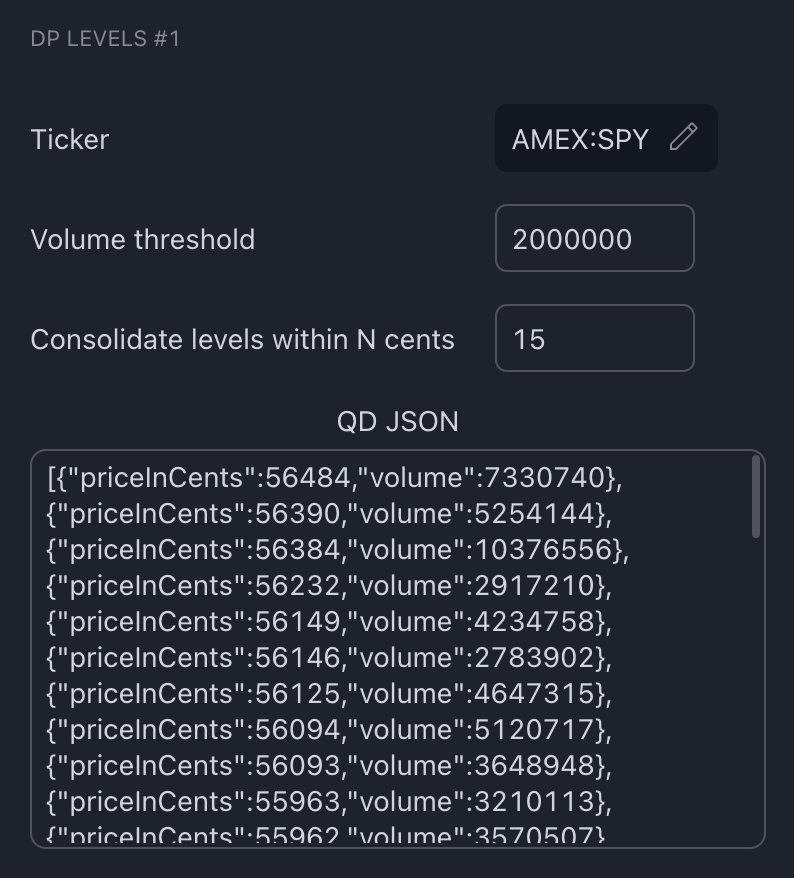 DP LEVELS #1
Ticker
AMEX:SPY
Volume threshold
2000000
Consolidate levels within N cents
15
QD JSON
[{"priceInCents":56484,"volume":7330740},
{"priceInCents":56390,"volume":5254144},
{"priceInCents":56384,"volume":10376556},
{"priceInCents":56232,"volume":2917210},
{"priceInCents":56149,"volume":4234758},
{"priceInCents":56146,"volume":2783902},
{"priceInCents":56125,"volume":4647315},
{"priceInCents":56094,"volume":5120717},
{"priceInCents":56093,"volume":3648948},
{"priceInCents":55963,"volume":3210113},
{"priceInCents":55962,"volume":3570507},